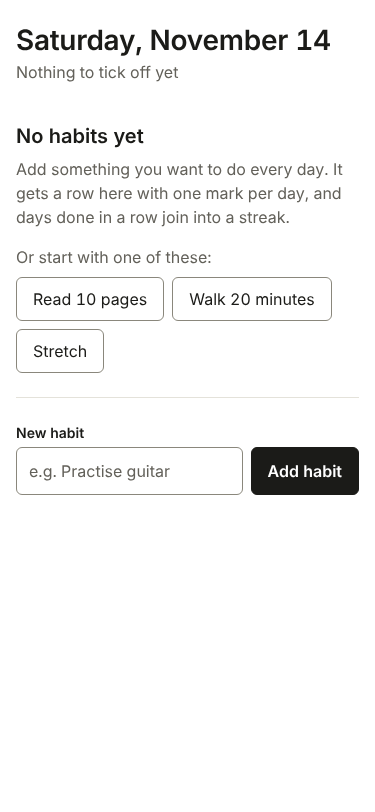 Saturday, November 14
Nothing to tick off yet
No habits yet
Add something you want to do every day. It
gets a row here with one mark per day, and
days done in a row join into a streak.
Or start with one of these:
Read 10 pages
Walk 20 minutes
Stretch
New habit
e.g. Practise guitar
Add habit